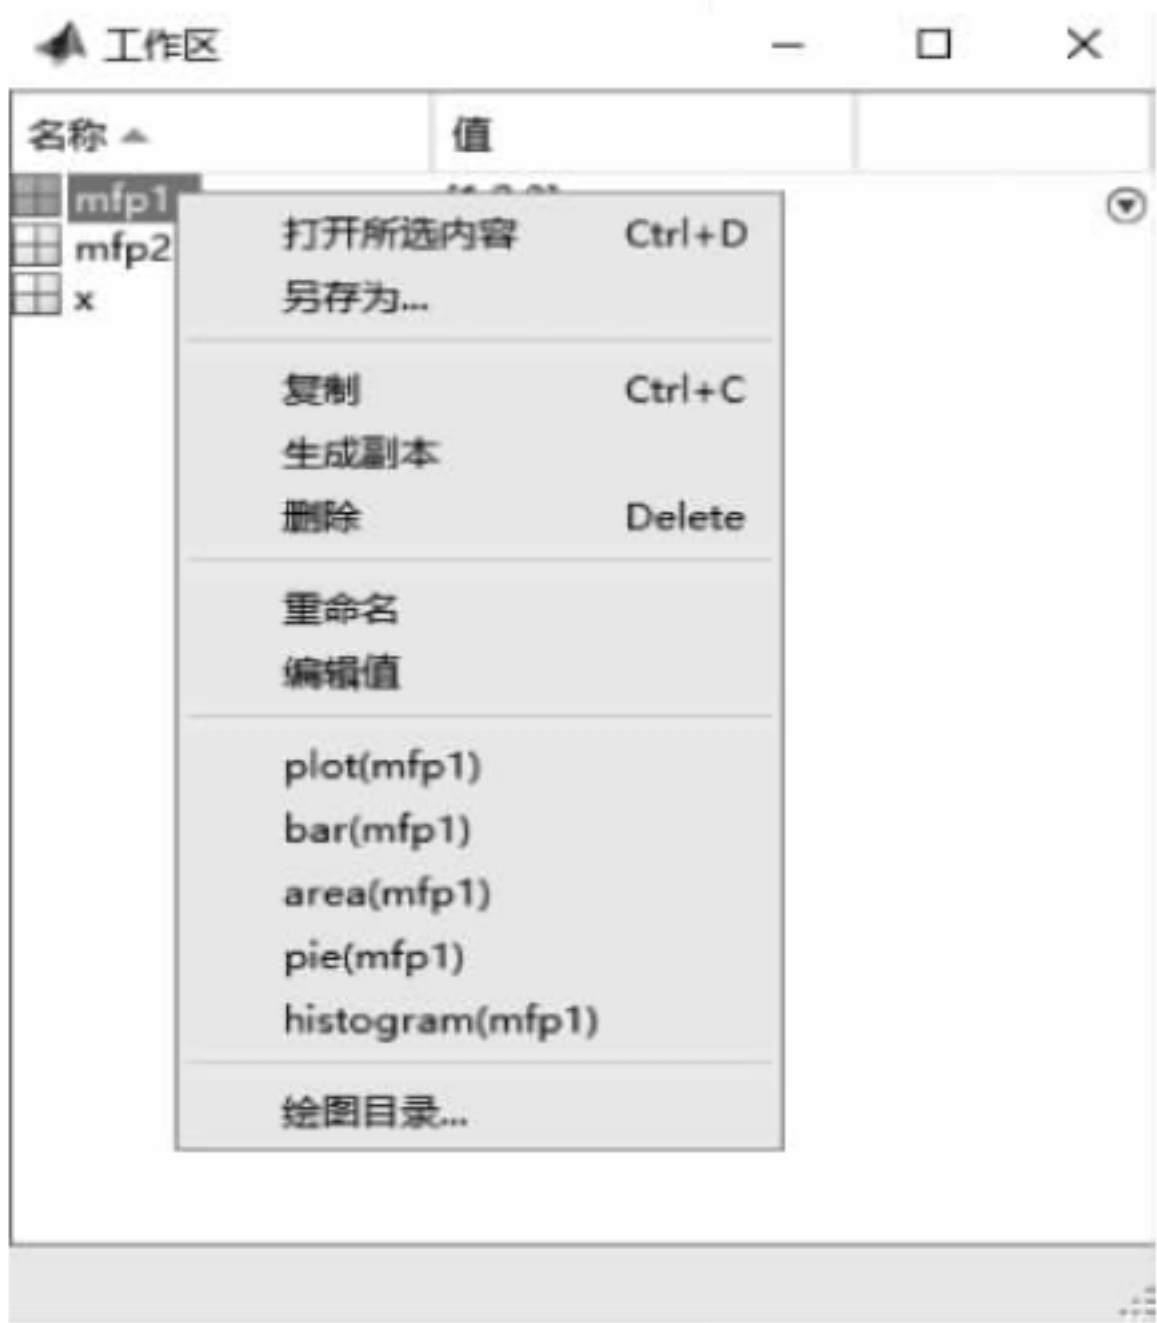 工作区
名称 值
mfp1
mfp2
x
打开所选内容 Ctrl+D
另存为...
复制 Ctrl+C
生成副本
删除 Delete
重命名
编辑值
plot(mfp1)
bar(mfp1)
area(mfp1)
pie(mfp1)
histogram(mfp1)
绘图目录...